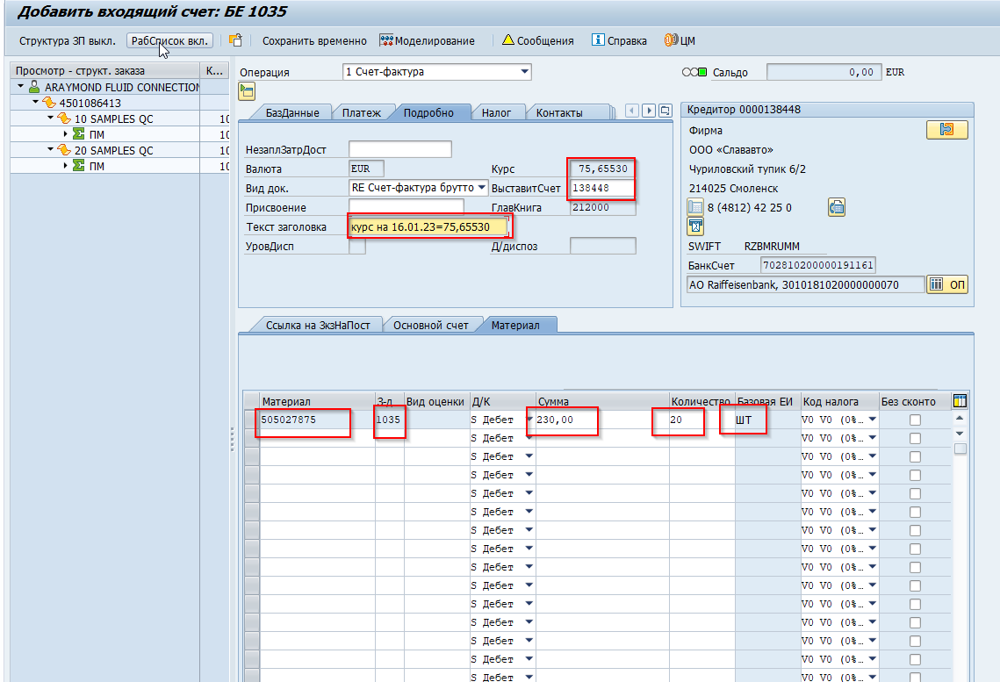 Добавить входящий счет: БЕ 1035
Структура ЗП выкл. РабСписок вкл. Сохранить временно Моделирование Сообщения Справка ЦМ
Просмотр - структ. заказа К...
ARAYMOND FLUID CONNECTION
4501086413
10 SAMPLES QC 10
ПМ 10
20 SAMPLES QC 10
ПМ 10
Операция 1 Счет-фактура Сальдо 0,00 EUR
БазДанные Платеж Подробно Налог Контакты
НезаплЗатрДост
Валюта EUR Курс 75,65530
Вид док. RE Счет-фактура брутто ВыставитСчет 138448
Присвоение ГлавКнига 212000
Текст заголовка курс на 16.01.23=75,65530
УровДисп Д/диспоз
Кредитор 0000138448
Фирма
ООО «Слававто»
Чуриловский тупик 6/2
214025 Смоленск
8 (4812) 42 25 0
SWIFT RZBMRUMM
БанкСчет 702810200000191161
АО Raiffeisenbank, 3010181020000000070 ОП
Ссылка на ЗкзНаПост Основной счет Материал
Материал З-д Вид оценки Д/К Сумма Количество Базовая ЕИ Код налога Без сконто
505027875 1035 S Дебет 230,00 20 ШТ V0 V0 (0%...
S Дебет V0 V0 (0%...
S Дебет V0 V0 (0%...
S Дебет V0 V0 (0%...
S Дебет V0 V0 (0%...
S Дебет V0 V0 (0%...
S Дебет V0 V0 (0%...
S Дебет V0 V0 (0%...
S Дебет V0 V0 (0%...
S Дебет V0 V0 (0%...
S Дебет V0 V0 (0%...
S Дебет V0 V0 (0%...
S Дебет V0 V0 (0%...
S Дебет V0 V0 (0%...
S Дебет V0 V0 (0%...